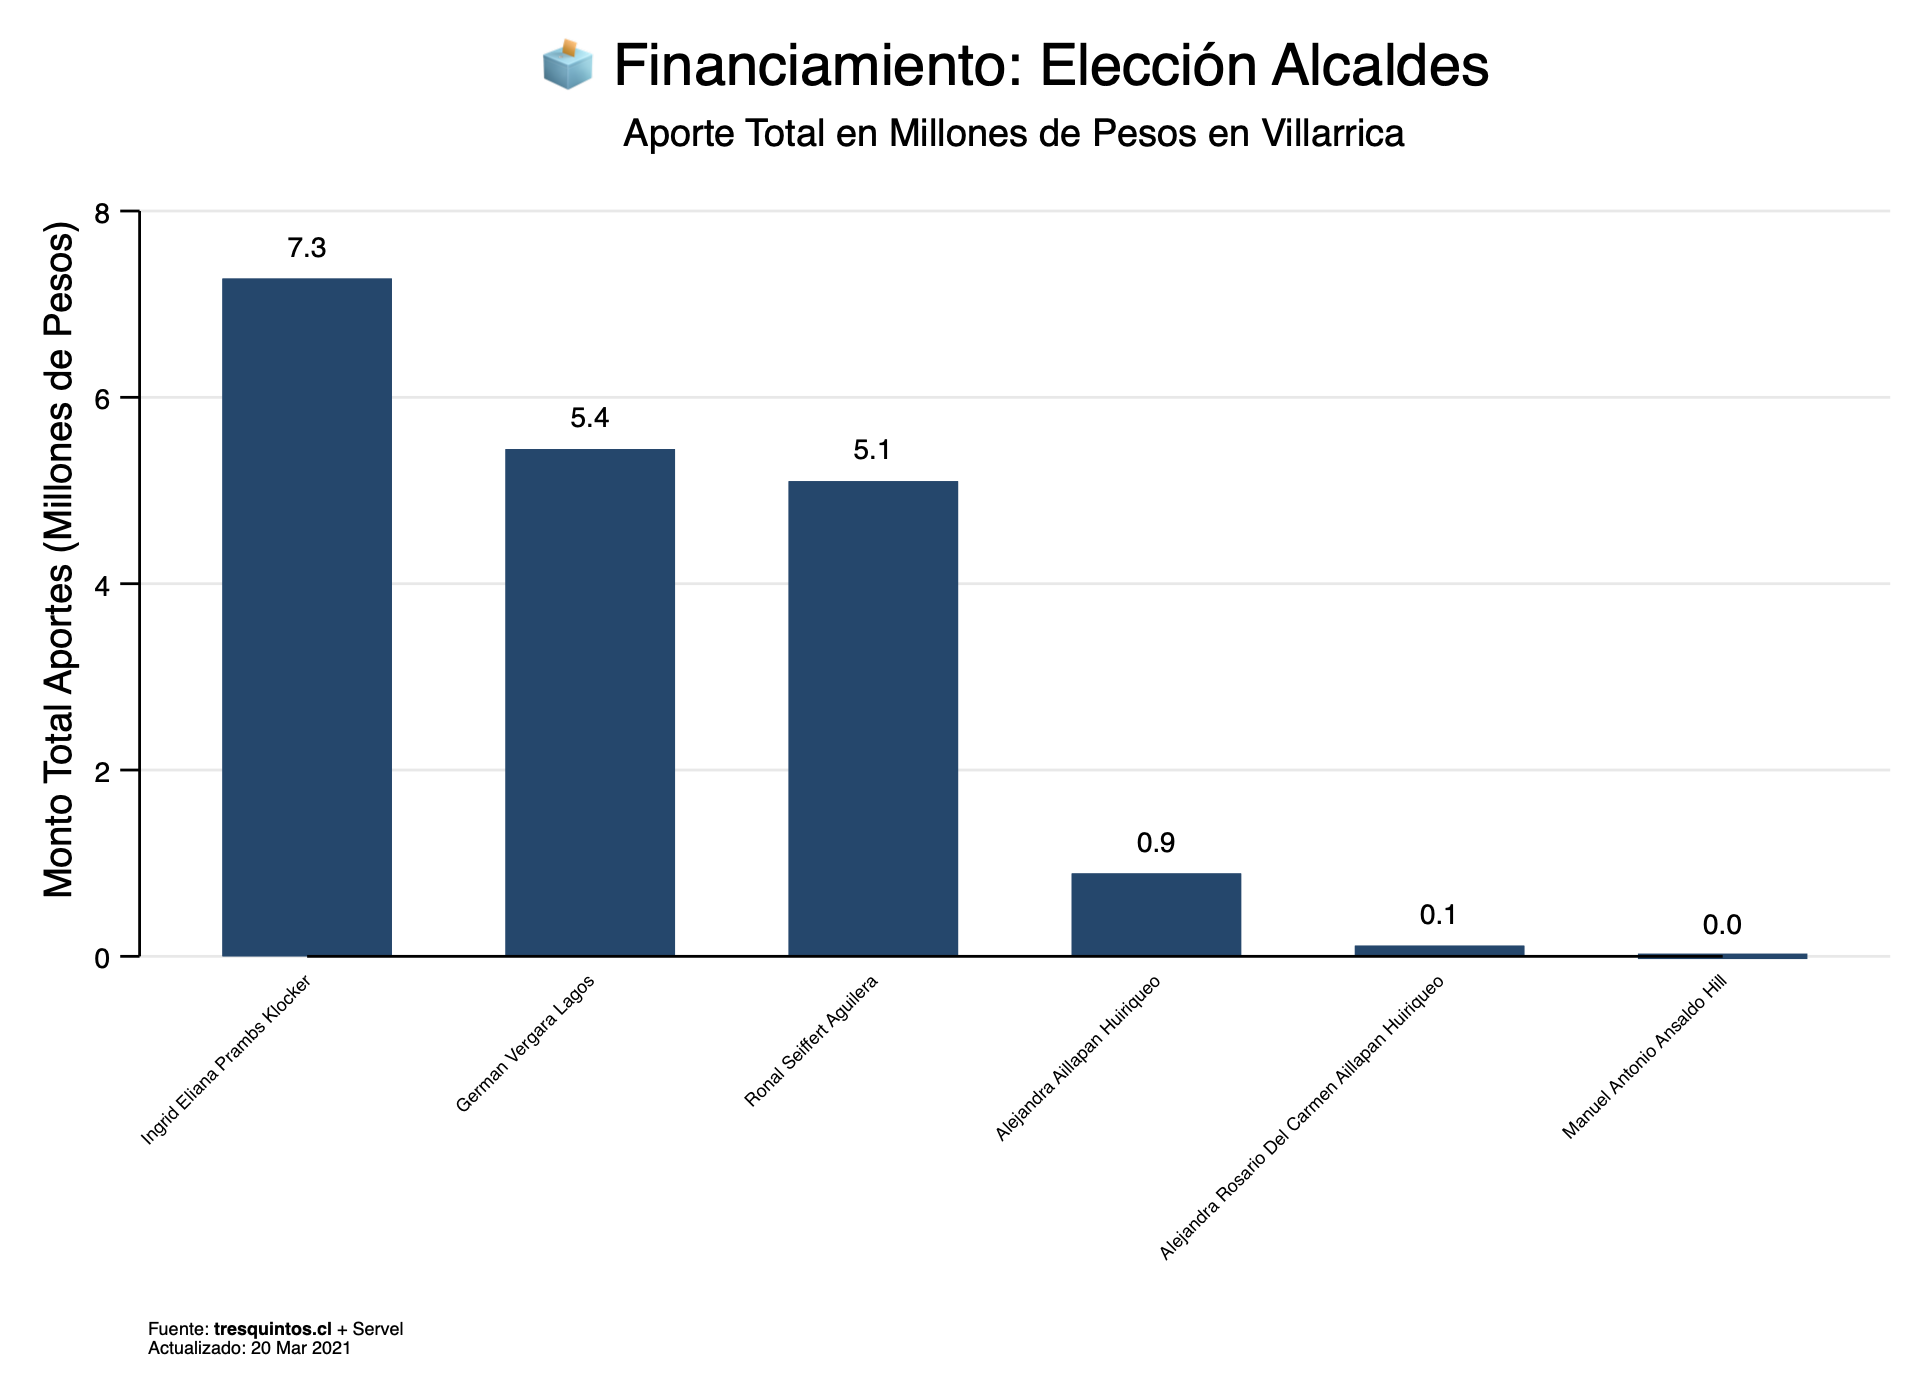 Financiamiento: Elección Alcaldes
Aporte Total en Millones de Pesos en Villarrica
Monto Total Aportes (Millones de Pesos)
8
6
4
2
0
7.3
5.4
5.1
0.9
0.1
0.0
Ingrid Eliana Prambs Klocker
German Vergara Lagos
Ronal Seiffert Aguilera
Alejandra Aillapan Huiriqueo
Alejandra Rosario Del Carmen Aillapan Huiriqueo
Manuel Antonio Ansaldo Hill
Fuente: tresquintos.cl + Servel
Actualizado: 20 Mar 2021